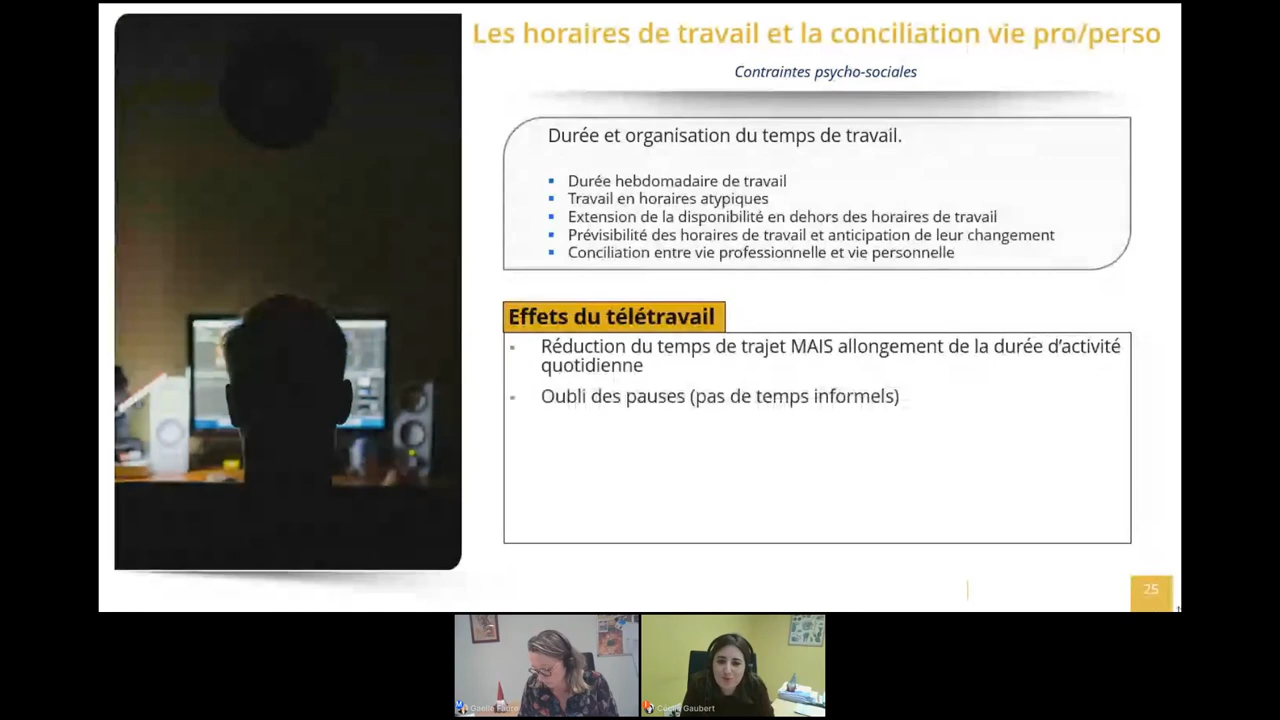 Les horaires de travail et la conciliation vie pro/perso
Contraintes psycho-sociales
Durée et organisation du temps de travail.
Durée hebdomadaire de travail
Travail en horaires atypiques
Extension de la disponibilité en dehors des horaires de travail
Prévisibilité des horaires de travail et anticipation de leur changement
Conciliation entre vie professionnelle et vie personnelle
Effets du télétravail
Réduction du temps de trajet MAIS allongement de la durée d’activité
quotidienne
Oubli des pauses (pas de temps informels)
25
Gaubert